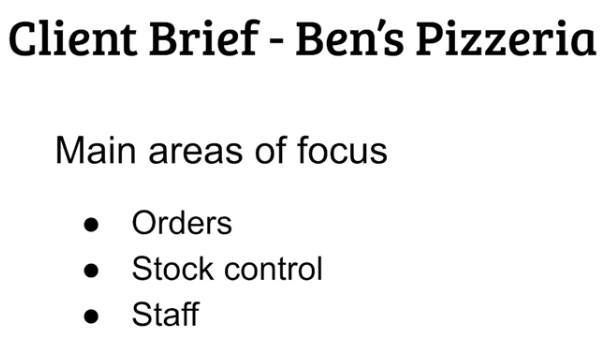 Client Brief - Ben's Pizzeria
Main areas of focus
● Orders
● Stock control
● Staff